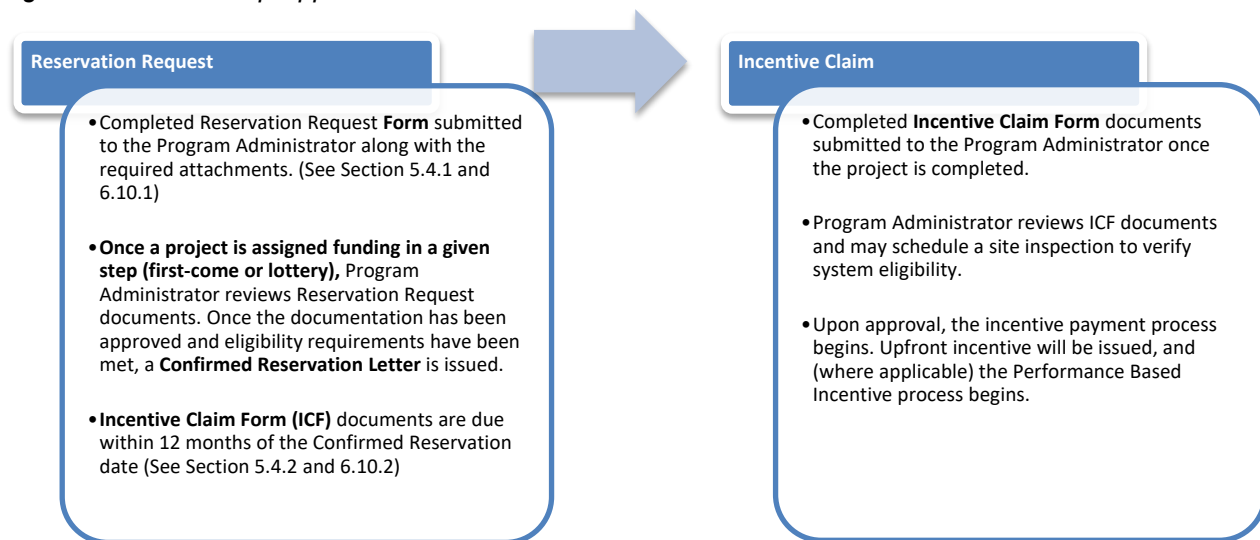 Reservation Request
•Completed Reservation Request Form submitted
to the Program Administrator along with the
required attachments. (See Section 5.4.1 and
6.10.1)
•Once a project is assigned funding in a given
step (first-come or lottery), Program
Administrator reviews Reservation Request
documents. Once the documentation has been
approved and eligibility requirements have been
met, a Confirmed Reservation Letter is issued.
•Incentive Claim Form (ICF) documents are due
within 12 months of the Confirmed Reservation
date (See Section 5.4.2 and 6.10.2)
Incentive Claim
•Completed Incentive Claim Form documents
submitted to the Program Administrator once
the project is completed.
•Program Administrator reviews ICF documents
and may schedule a site inspection to verify
system eligibility.
•Upon approval, the incentive payment process
begins. Upfront incentive will be issued, and
(where applicable) the Performance Based
Incentive process begins.